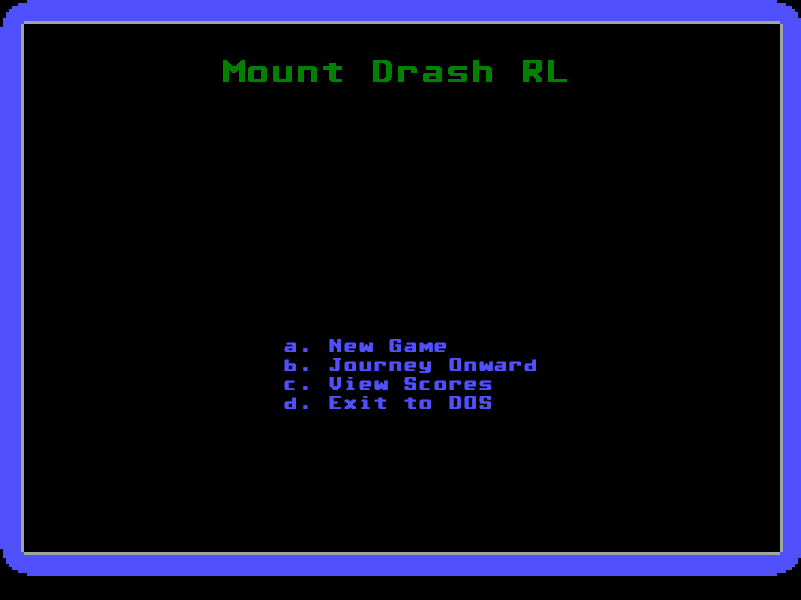 Mount Drash RL
a. New Game
b. Journey Onward
c. View Scores
d. Exit to DOS